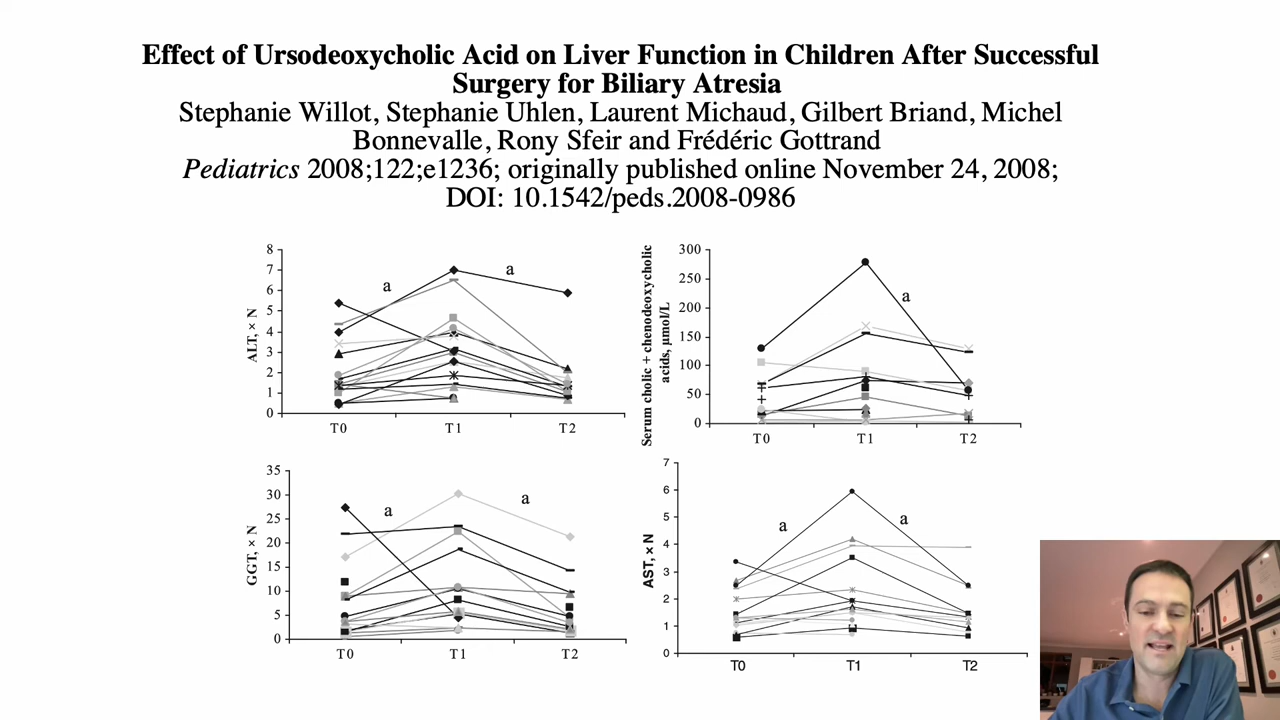 Effect of Ursodeoxycholic Acid on Liver Function in Children After Successful
Surgery for Biliary Atresia
Stephanie Willot, Stephanie Uhlen, Laurent Michaud, Gilbert Briand, Michel
Bonnevalle, Rony Sfeir and Frédéric Gottrand
Pediatrics 2008;122;e1236; originally published online November 24, 2008;
DOI: 10.1542/peds.2008-0986
ALT, × N
8
7
6
5
4
3
2
1
0
a
a
T0 T1 T2
Serum cholic + chenodeoxycholic
acids, µmol/L
300
250
200
150
100
50
0
a
T0 T1 T2
GGT, × N
35
30
25
20
15
10
5
0
a
a
T0 T1 T2
AST, × N
7
6
5
4
3
2
1
0
a
a
T0 T1 T2